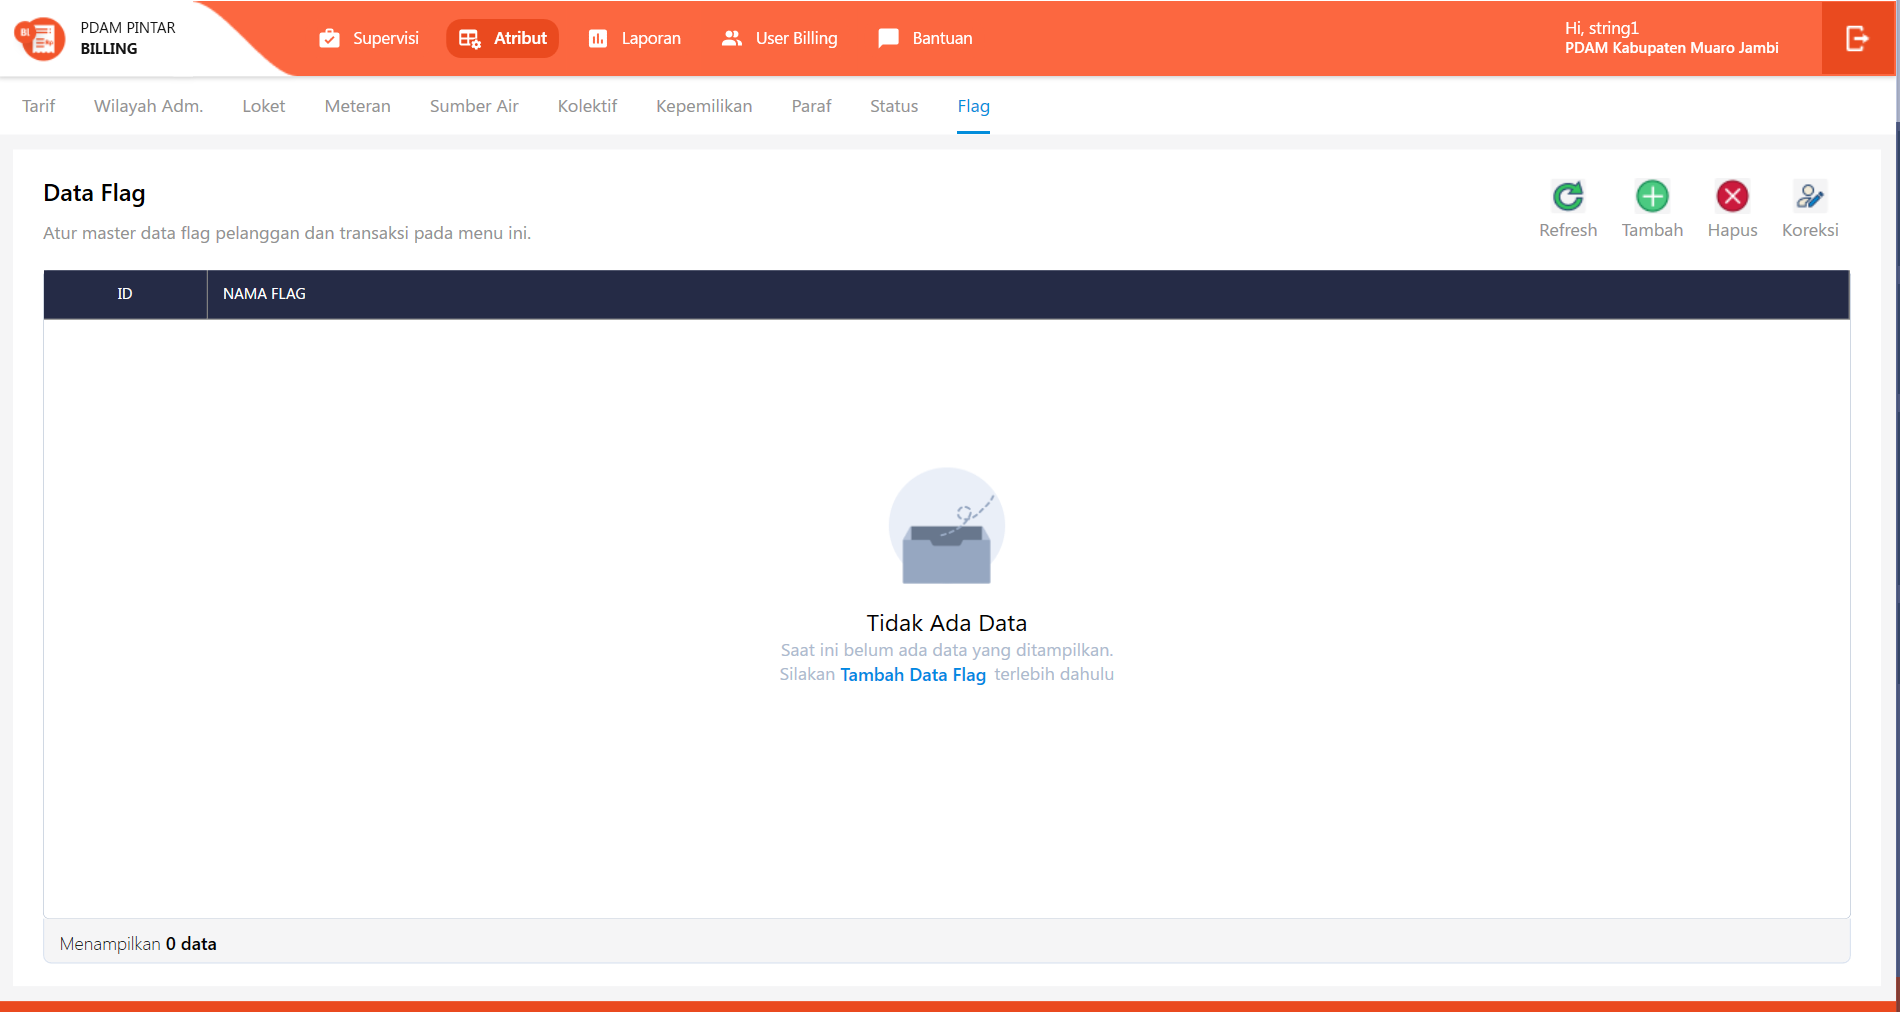 PDAM PINTAR
BILLING
Supervisi
Atribut
Laporan
User Billing
Bantuan
Hi, string1
PDAM Kabupaten Muaro Jambi
Tarif
Wilayah Adm.
Loket
Meteran
Sumber Air
Kolektif
Kepemilikan
Paraf
Status
Flag
Data Flag
Atur master data flag pelanggan dan transaksi pada menu ini.
Refresh
Tambah
Hapus
Koreksi
ID
NAMA FLAG
Tidak Ada Data
Saat ini belum ada data yang ditampilkan.
Silakan Tambah Data Flag terlebih dahulu
Menampilkan 0 data